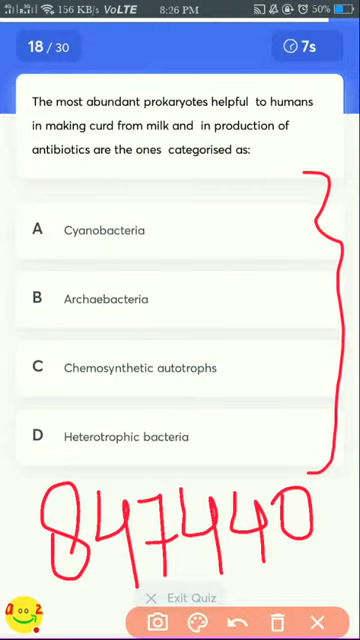 156 KB/S VoLTE 8:26 PM 50%
18 / 30
7s
The most abundant prokaryotes helpful to humans
in making curd from milk and in production of
antibiotics are the ones categorised as:
A Cyanobacteria
B Archaebacteria
C Chemosynthetic autotrophs
D Heterotrophic bacteria
847440
Exit Quiz
a z